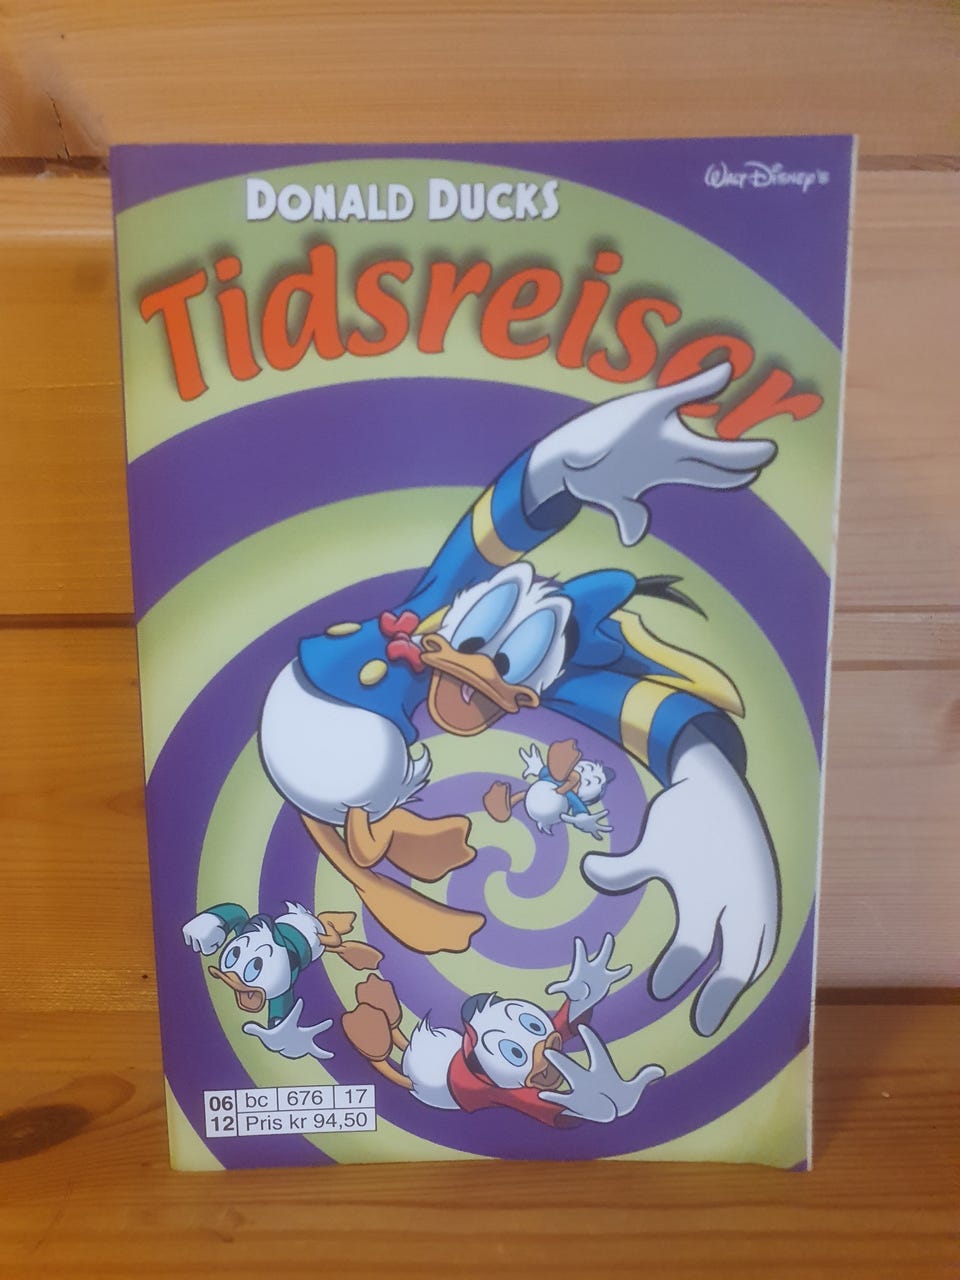 Walt Disney's
DONALD DUCKS
Tidsreiser
06 bc 676 17
12 Pris kr 94,50